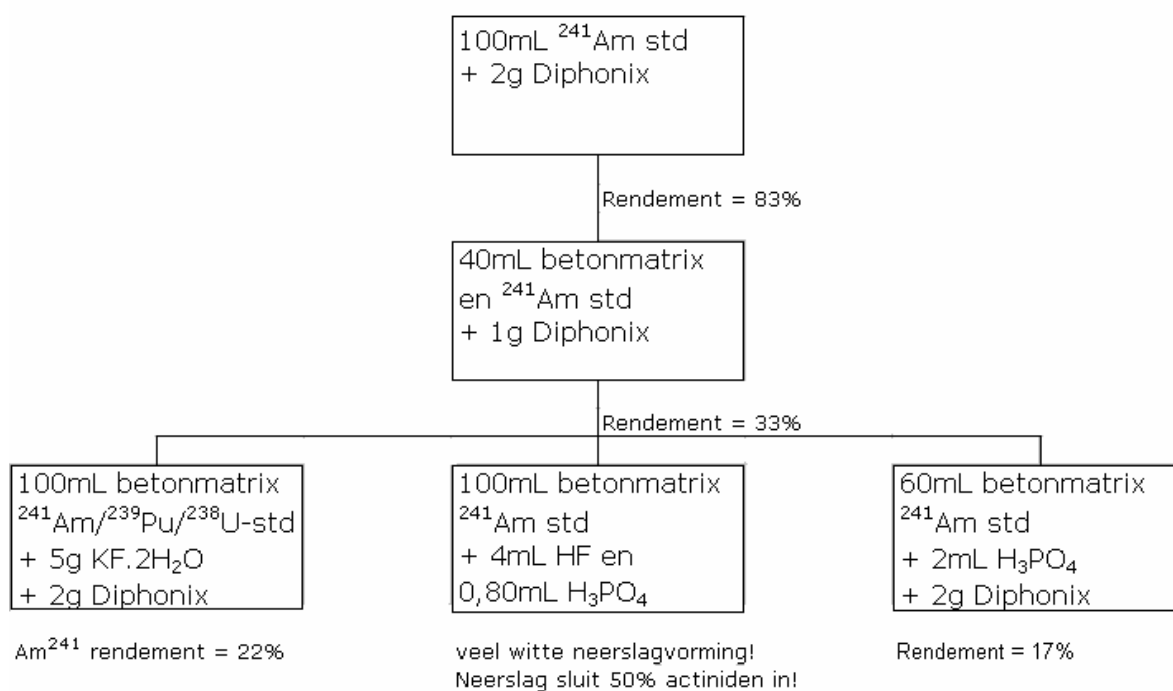 100mL ²⁴¹Am std
+ 2g Diphonix
Rendement = 83%
40mL betonmatrix
en ²⁴¹Am std
+ 1g Diphonix
Rendement = 33%
100mL betonmatrix
²⁴¹Am/²³⁹Pu/²³⁸U-std
+ 5g KF.2H₂O
+ 2g Diphonix
Am²⁴¹ rendement = 22%
100mL betonmatrix
²⁴¹Am std
+ 4mL HF en
0,80mL H₃PO₄
veel witte neerslagvorming!
Neerslag sluit 50% actiniden in!
60mL betonmatrix
²⁴¹Am std
+ 2mL H₃PO₄
+ 2g Diphonix
Rendement = 17%